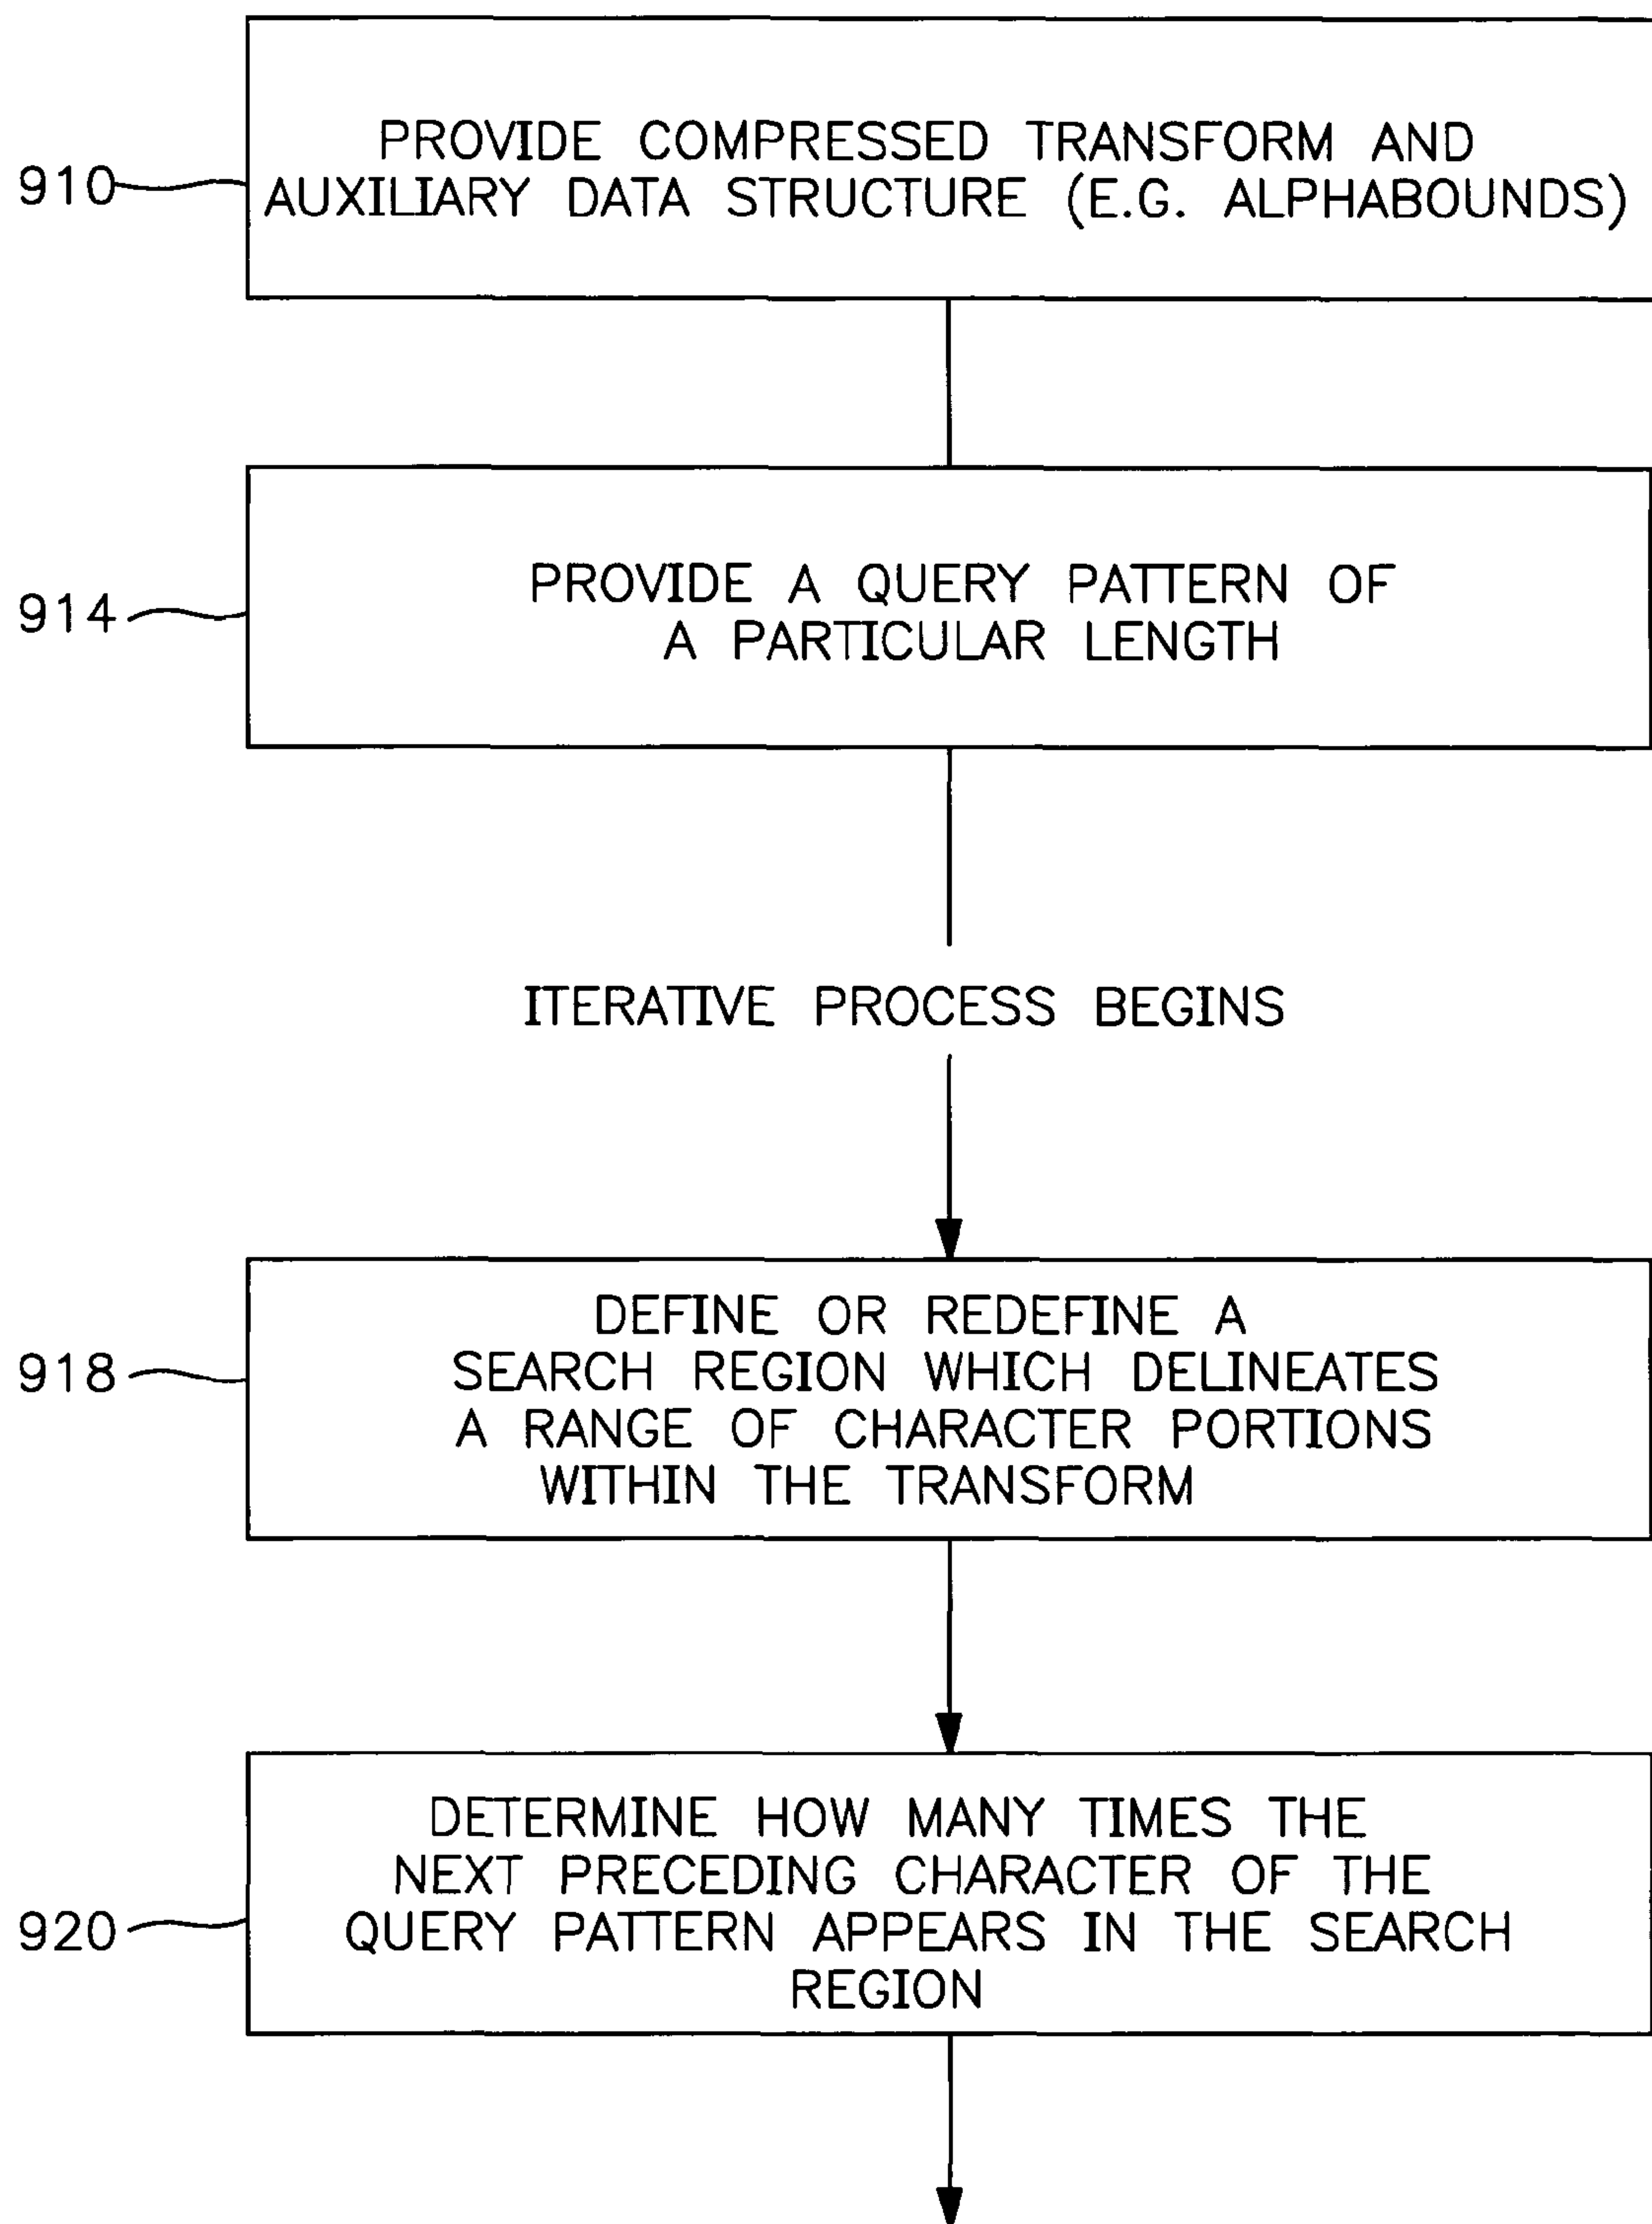 PROVIDE COMPRESSED TRANSFORM AND
910 AUXILIARY DATA STRUCTURE (E.G. ALPHABOUNDS)
PROVIDE A QUERY PATTERN OF
914 A PARTICULAR LENGTH
ITERATIVE PROCESS BEGINS
DEFINE OR REDEFINE A
918 SEARCH REGION WHICH DELINEATES
A RANGE OF CHARACTER PORTIONS
WITHIN THE TRANSFORM
DETERMINE HOW MANY TIMES THE
NEXT PRECEDING CHARACTER OF THE
920 QUERY PATTERN APPEARS IN THE SEARCH
REGION